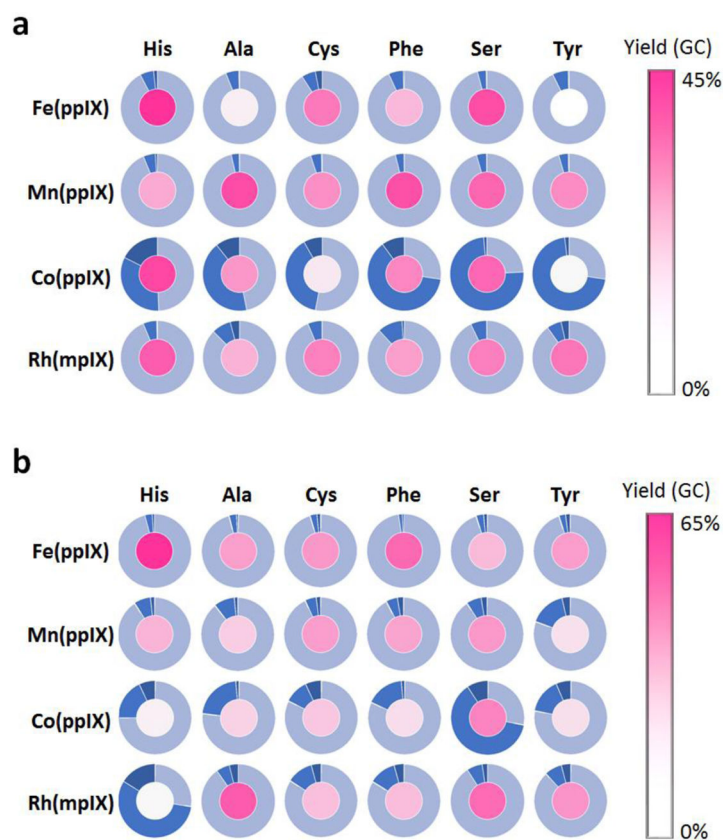 a
His Ala Cys Phe Ser Tyr Yield (GC)
45%
Fe(ppIX)
Mn(ppIX)
Co(ppIX)
Rh(mpIX)
0%
b
His Ala Cys Phe Ser Tyr Yield (GC)
65%
Fe(ppIX)
Mn(ppIX)
Co(ppIX)
Rh(mpIX)
0%